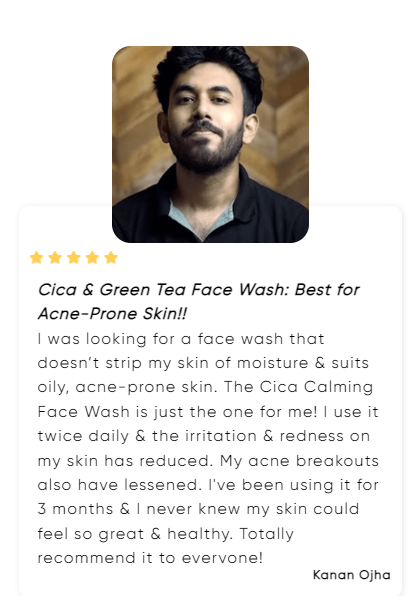 Cica & Green Tea Face Wash: Best for
Acne-Prone Skin!!
I was looking for a face wash that
doesn't strip my skin of moisture & suits
oily, acne-prone skin. The Cica Calming
Face Wash is just the one for me! I use it
twice daily & the irritation & redness on
my skin has reduced. My acne breakouts
also have lessened. I've been using it for
3 months & I never knew my skin could
feel so great & healthy. Totally
recommend it to everyone!
Kanan Ojha